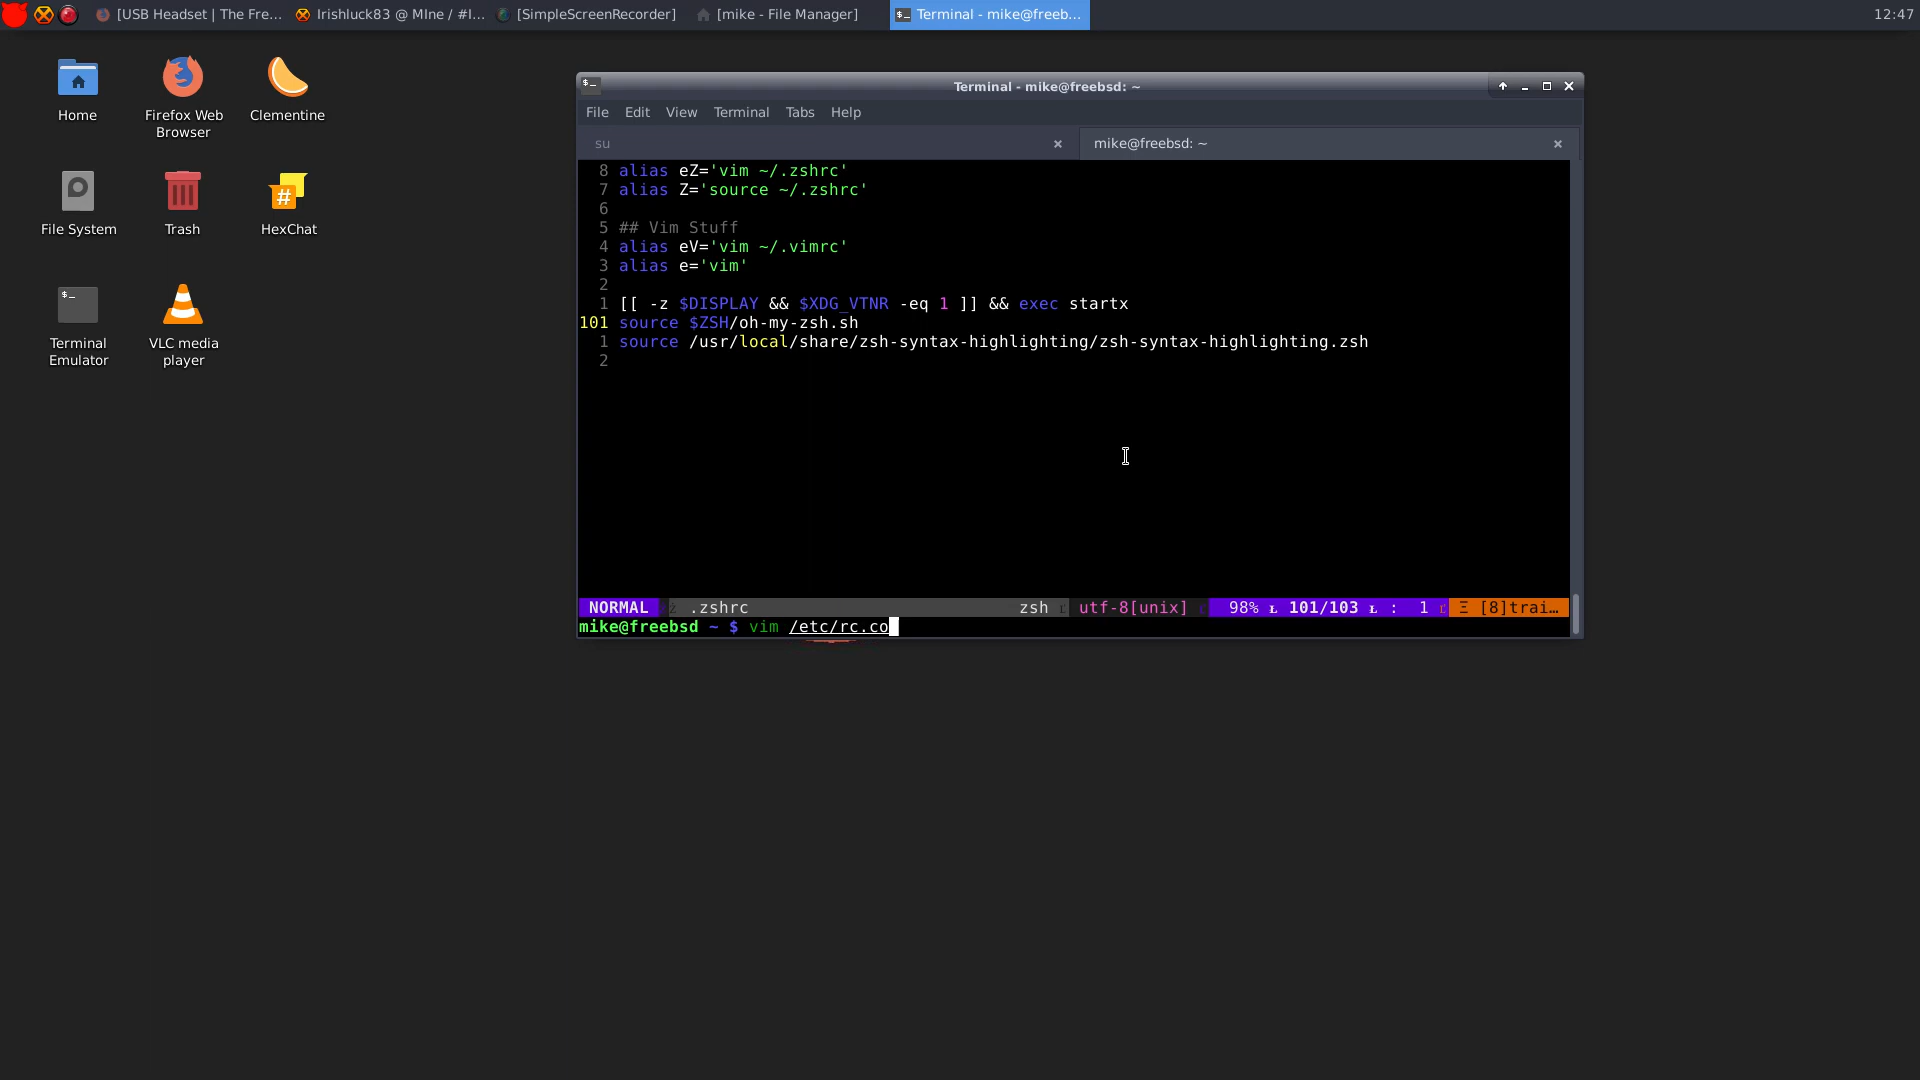 [USB Headset | The Fre...
Irishluck83 @ MIne / #I...
[SimpleScreenRecorder]
[mike - File Manager]
Terminal - mike@freeb...
12:47
Home
Firefox Web
Browser
Clementine
File System
Trash
#
HexChat
$_
Terminal
Emulator
VLC media
player
Terminal - mike@freebsd: ~
File Edit View Terminal Tabs Help
su
mike@freebsd: ~
8 alias eZ='vim ~/.zshrc'
7 alias Z='source ~/.zshrc'
6
5 ## Vim Stuff
4 alias eV='vim ~/.vimrc'
3 alias e='vim'
2
1 [[ -z $DISPLAY && $XDG_VTNR -eq 1 ]] && exec startx
101 source $ZSH/oh-my-zsh.sh
1 source /usr/local/share/zsh-syntax-highlighting/zsh-syntax-highlighting.zsh
2
NORMAL .zshrc zsh utf-8[unix] 98% 101/103 : 1 Ξ [8]trai…
mike@freebsd ~ $ vim /etc/rc.co